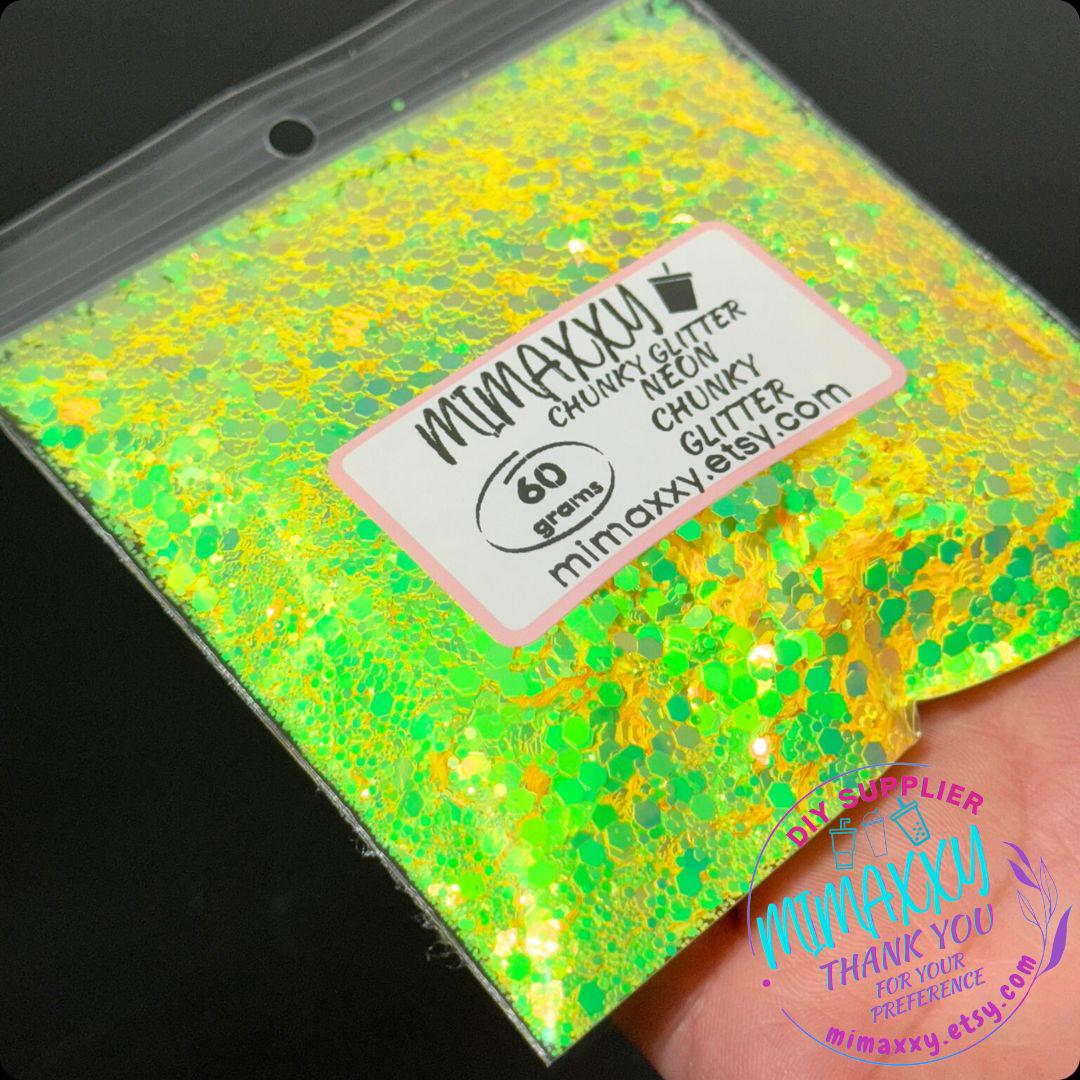 MIMAXXY
CHUNKY GLITTER
NEON
CHUNKY
GLITTER
60
grams
mimaxxy.etsy.com
DIY SUPPLIER
MIMAXXY
THANK YOU
FOR YOUR
PREFERENCE
mimaxxy.etsy.com